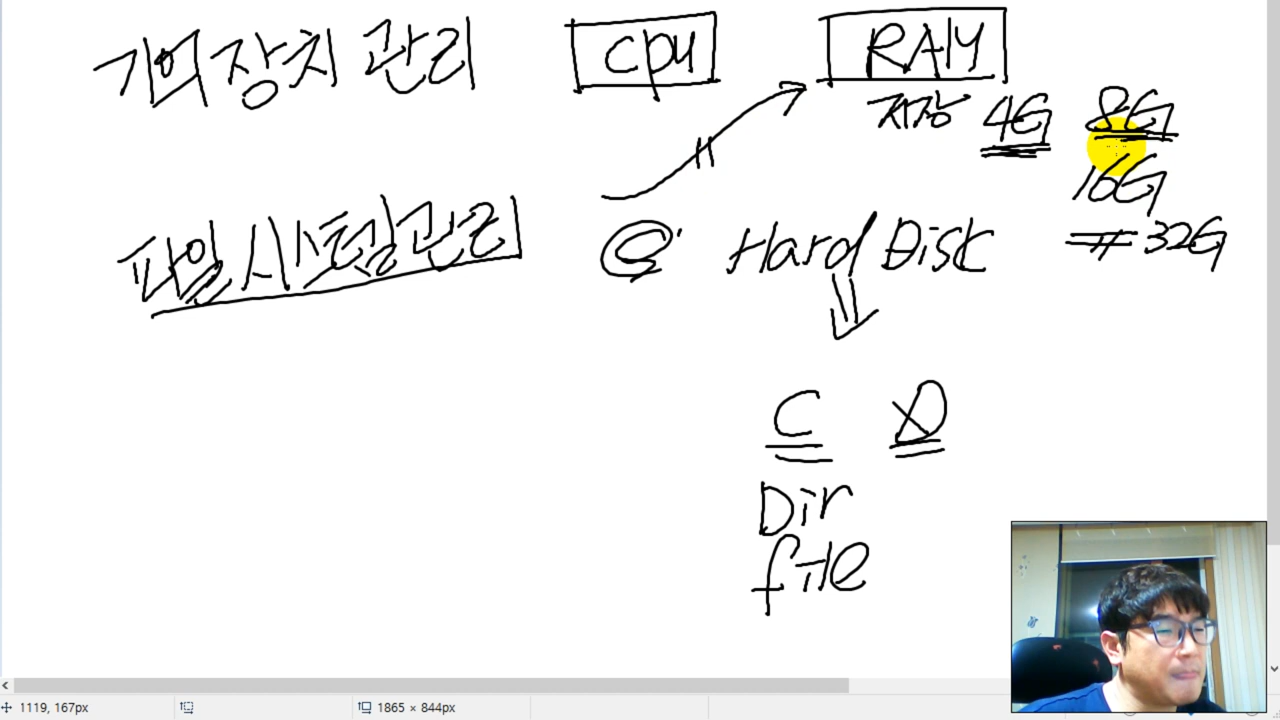 기억장치 관리 CPU RAM
저장 4G 8G
16G
파일 시스템 관리 @ Hard Disk 32G
C D
Dir
file
1119, 167px 1865 × 844px